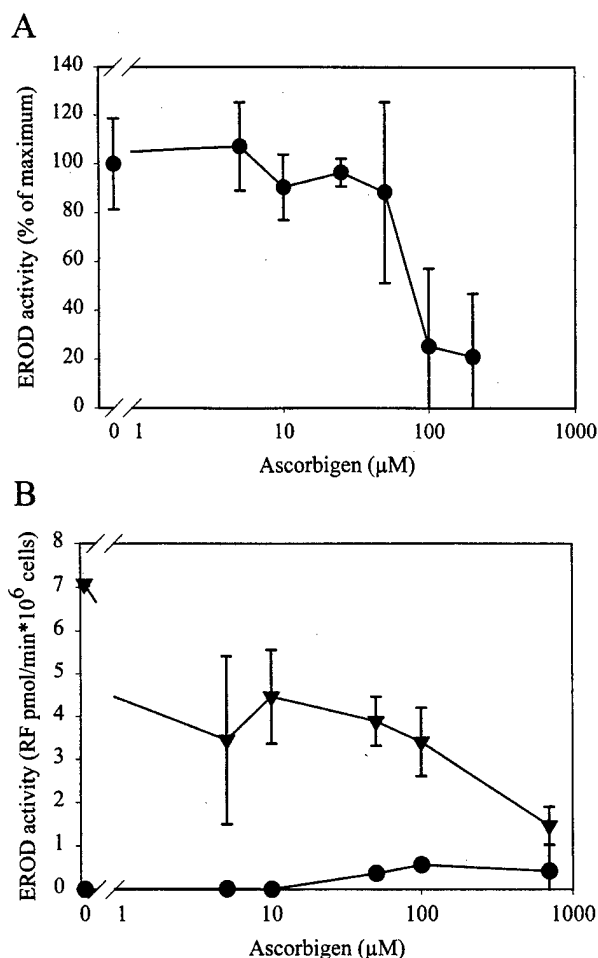 A
EROD activity (% of maximum)
140
120
100
80
60
40
20
0
0 1 10 100 1000
Ascorbigen (µM)
B
EROD activity (RF pmol/min*10⁶ cells)
8
7
6
5
4
3
2
1
0
0 1 10 100 1000
Ascorbigen (µM)